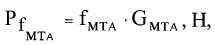 P_{f_{MTA}} = f_{MTA} · G_{MTA}, H,